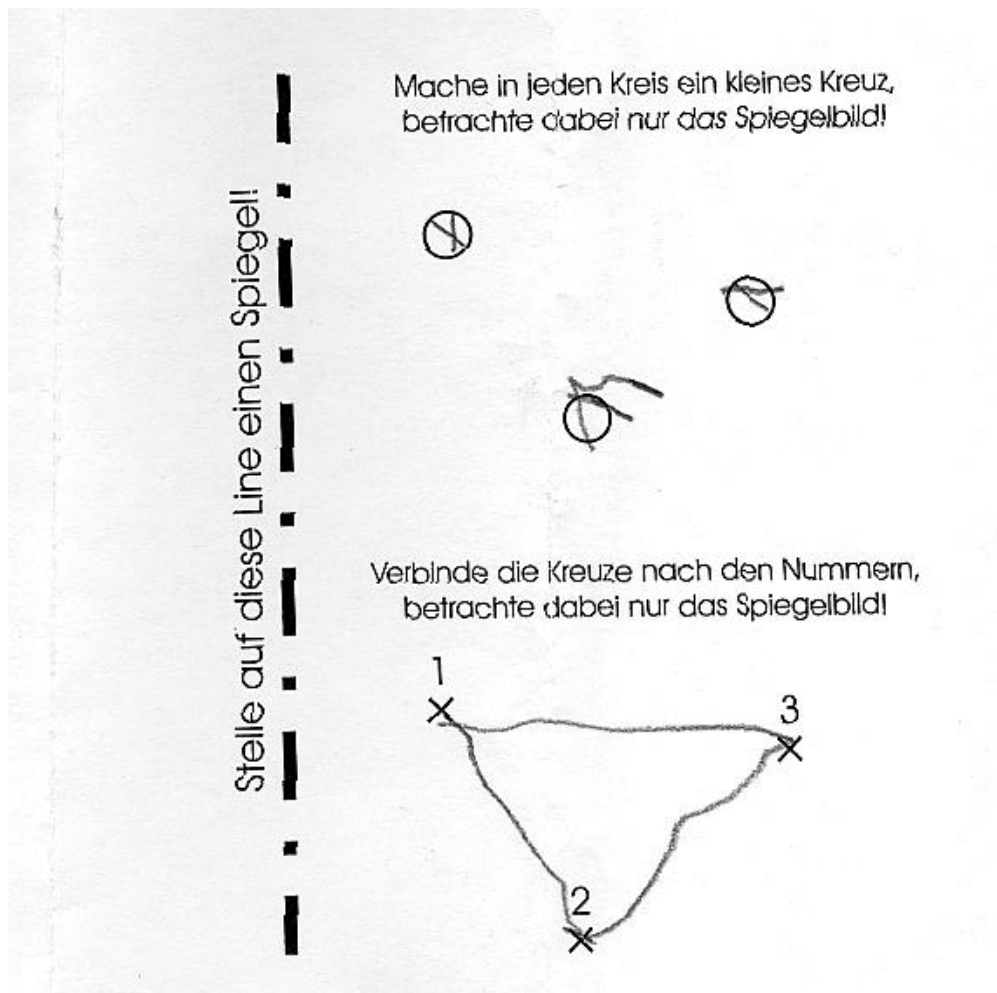 Mache in jeden Kreis ein kleines Kreuz,
betrachte dabei nur das Spiegelbild!
Stelle auf diese Line einen Spiegel!
Verbinde die Kreuze nach den Nummern,
betrachte dabei nur das Spiegelbild!
1
3
2